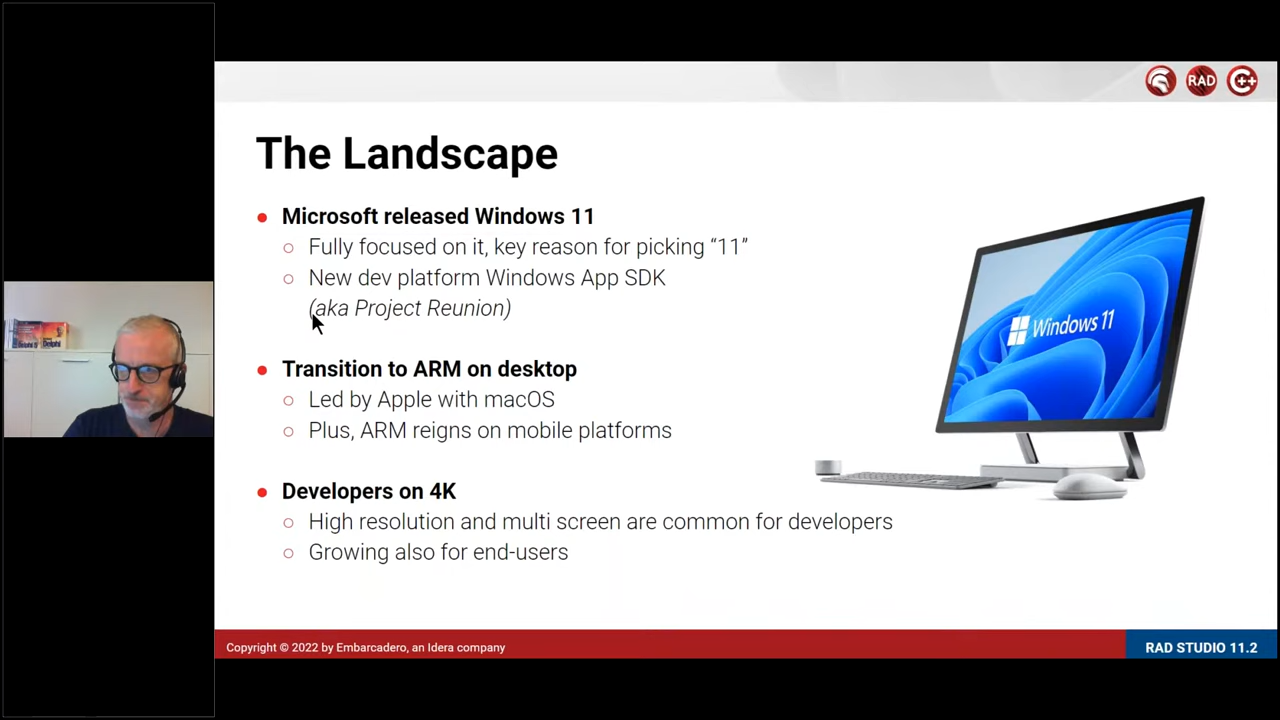 RAD
C++
The Landscape
Microsoft released Windows 11
Fully focused on it, key reason for picking “11”
New dev platform Windows App SDK
(aka Project Reunion)
Windows 11
Transition to ARM on desktop
Led by Apple with macOS
Plus, ARM reigns on mobile platforms
Developers on 4K
High resolution and multi screen are common for developers
Growing also for end-users
Delphi
Copyright © 2022 by Embarcadero, an Idera company
RAD STUDIO 11.2